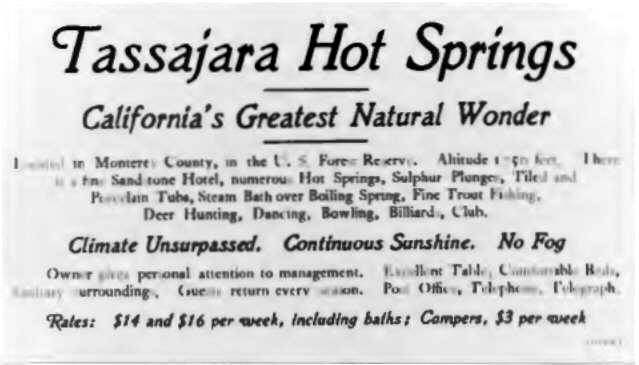 Tassajara Hot Springs
California's Greatest Natural Wonder
Located in Monterey County, in the U. S. Forest Reserve. Altitude feet. There
is a fine Sandstone Hotel, numerous Hot Springs, Sulphur Plunges, Tiled and
Porcelain Tubs, Steam Bath over Boiling Spring, Fine Trout Fishing,
Deer Hunting, Dancing, Bowling, Billiards, Club.
Climate Unsurpassed. Continuous Sunshine. No Fog
Owner gives personal attention to management. Excellent Table, Comfortable Beds,
Sanitary surroundings. Guests return every season. Post Office, Telephone, Telegraph.
Rates: $14 and $16 per week, including baths; Campers, $3 per week